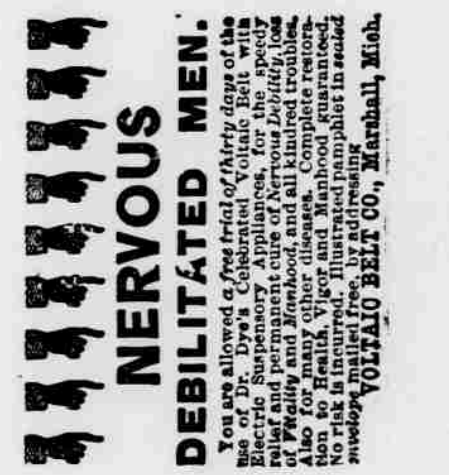 NERVOUS
DEBILITATED MEN.
You are allowed a free trial of thirty days of the
use of Dr. Dye's Celebrated Voltaic Belt with
Electric Suspensory Appliances, for the speedy
relief and permanent cure of Nervous Debility, loss
of Vitality and Manhood, and all kindred troubles.
Also for many other diseases. Complete restora-
tion to Health, Vigor and Manhood guaranteed.
No risk is incurred. Illustrated pamphlet in sealed
envelope mailed free, by addressing
VOLTAIC BELT CO., Marshall, Mich.